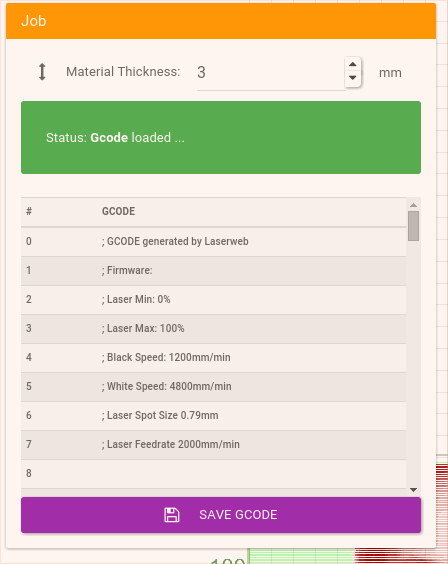 Job
Material Thickness: 3 mm
Status: Gcode loaded ...
# GCODE
0 ; GCODE generated by Laserweb
1 ; Firmware:
2 ; Laser Min: 0%
3 ; Laser Max: 100%
4 ; Black Speed: 1200mm/min
5 ; White Speed: 4800mm/min
6 ; Laser Spot Size 0.79mm
7 ; Laser Feedrate 2000mm/min
8
SAVE GCODE